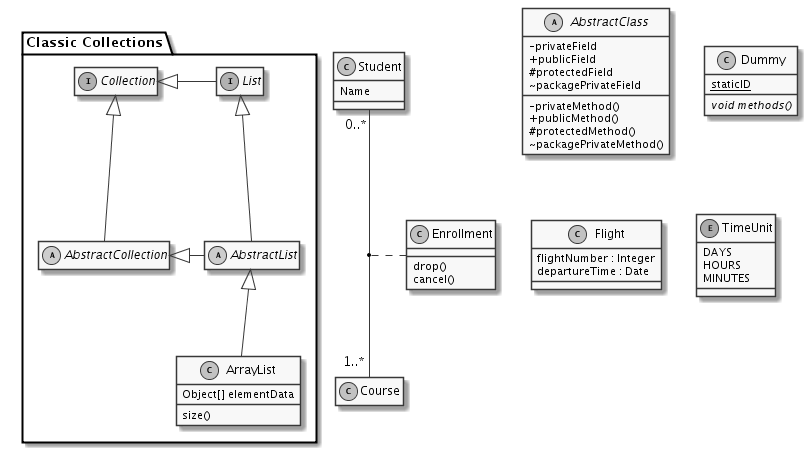 Classic Collections
I Collection
I List
A AbstractCollection
A AbstractList
C ArrayList
Object[] elementData
size()
C Student
Name
0..*
1..*
C Course
C Enrollment
drop()
cancel()
A AbstractClass
-privateField
+publicField
#protectedField
~packagePrivateField
-privateMethod()
+publicMethod()
#protectedMethod()
~packagePrivateMethod()
C Dummy
staticID
void methods()
C Flight
flightNumber : Integer
departureTime : Date
E TimeUnit
DAYS
HOURS
MINUTES